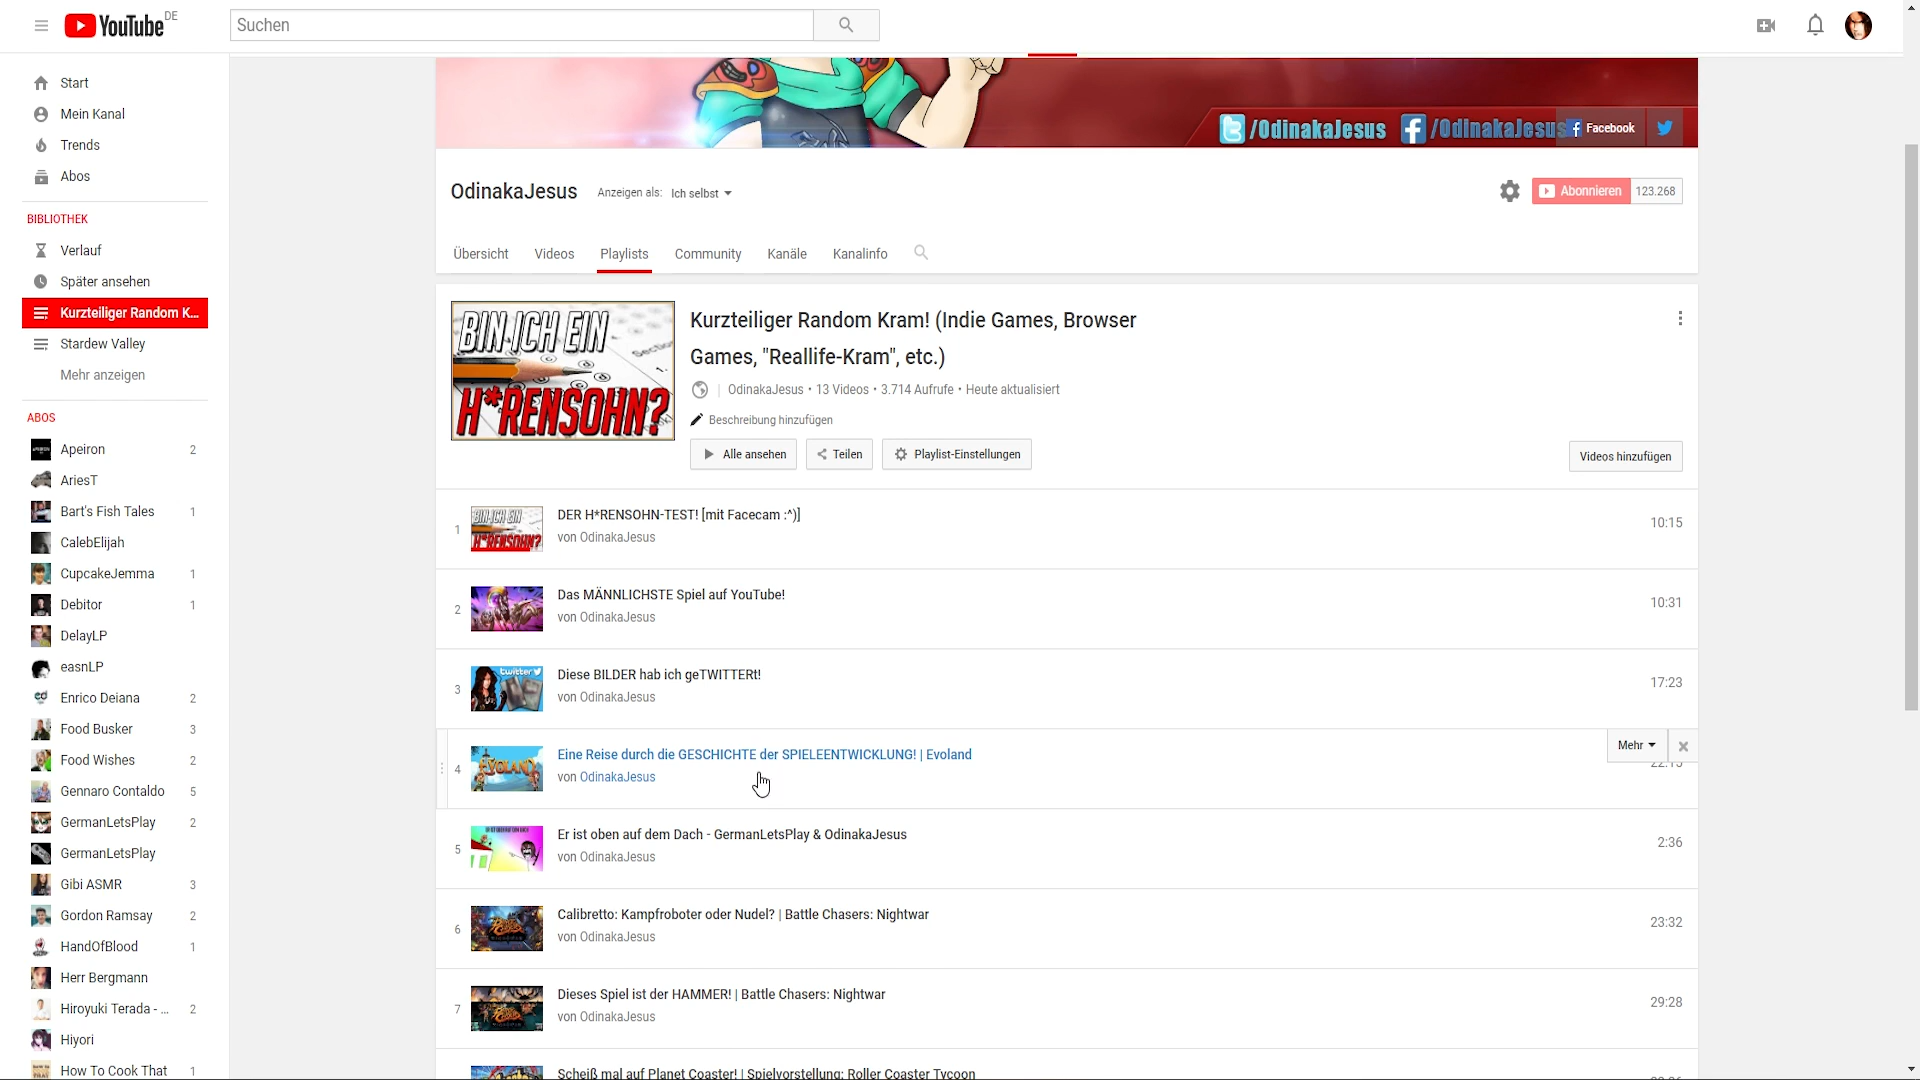 YouTube DE
Suchen
Start
Mein Kanal
Trends
Abos
BIBLIOTHEK
Verlauf
Später ansehen
Kurzteiliger Random K...
Stardew Valley
Mehr anzeigen
ABOS
Apeiron 2
AriesT
Bart's Fish Tales 1
CalebElijah
CupcakeJemma 1
Debitor 1
DelayLP
easnLP
Enrico Deiana 2
Food Busker 3
Food Wishes 2
Gennaro Contaldo 5
GermanLetsPlay 2
GermanLetsPlay
Gibi ASMR 3
Gordon Ramsay 2
HandOfBlood 1
Herr Bergmann
Hiroyuki Terada - ... 2
Hiyori
How To Cook That 1
/OdinakaJesus /OdinakaJesus Facebook
OdinakaJesus Anzeigen als: Ich selbst
Abonnieren 123.268
Übersicht Videos Playlists Community Kanäle Kanalinfo
BIN ICH EIN
H*RENSOHN?
Kurzteiliger Random Kram! (Indie Games, Browser
Games, "Reallife-Kram", etc.)
OdinakaJesus • 13 Videos • 3.714 Aufrufe • Heute aktualisiert
Beschreibung hinzufügen
Alle ansehen Teilen Playlist-Einstellungen
Videos hinzufügen
1 BIN ICH EIN H*RENSOHN? DER H*RENSOHN-TEST! [mit Facecam :^)] 10:15
von OdinakaJesus
2 Das MÄNNLICHSTE Spiel auf YouTube! 10:31
von OdinakaJesus
3 twitter Diese BILDER hab ich geTWITTERt! 17:23
von OdinakaJesus
4 EVOLAND Eine Reise durch die GESCHICHTE der SPIELEENTWICKLUNG! | Evoland Mehr
von OdinakaJesus
5 Er ist oben auf dem Dach - GermanLetsPlay & OdinakaJesus 2:36
von OdinakaJesus
6 Calibretto: Kampfroboter oder Nudel? | Battle Chasers: Nightwar 23:32
von OdinakaJesus
7 Dieses Spiel ist der HAMMER! | Battle Chasers: Nightwar 29:28
von OdinakaJesus
Scheiß mal auf Planet Coaster! | Spielvorstellung: Roller Coaster Tycoon